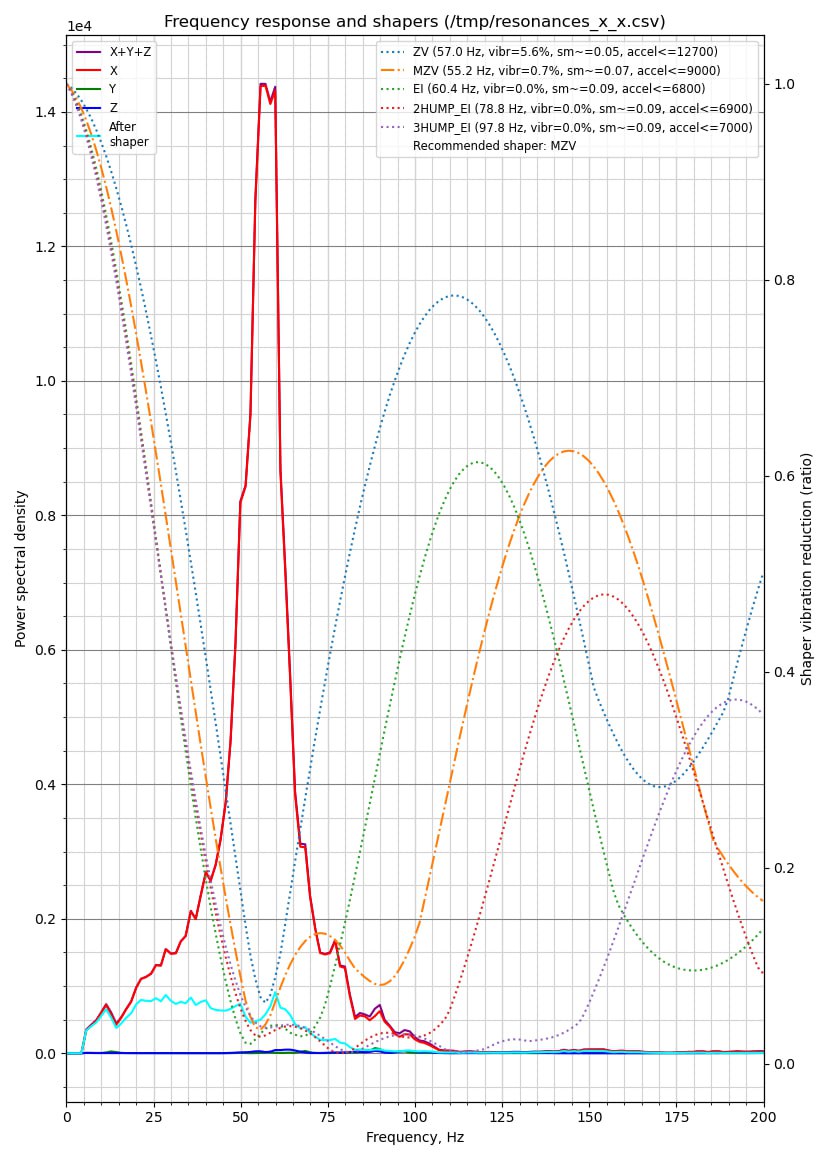 Frequency response and shapers (/tmp/resonances_x_x.csv)
1e4
X+Y+Z
X
Y
Z
After
shaper
ZV (57.0 Hz, vibr=5.6%, sm~=0.05, accel<=12700)
MZV (55.2 Hz, vibr=0.7%, sm~=0.07, accel<=9000)
EI (60.4 Hz, vibr=0.0%, sm~=0.09, accel<=6800)
2HUMP_EI (78.8 Hz, vibr=0.0%, sm~=0.09, accel<=6900)
3HUMP_EI (97.8 Hz, vibr=0.0%, sm~=0.09, accel<=7000)
Recommended shaper: MZV
Power spectral density
1.4
1.2
1.0
0.8
0.6
0.4
0.2
0.0
1.0
0.8
0.6
0.4
0.2
0.0
Shaper vibration reduction (ratio)
0 25 50 75 100 125 150 175 200
Frequency, Hz